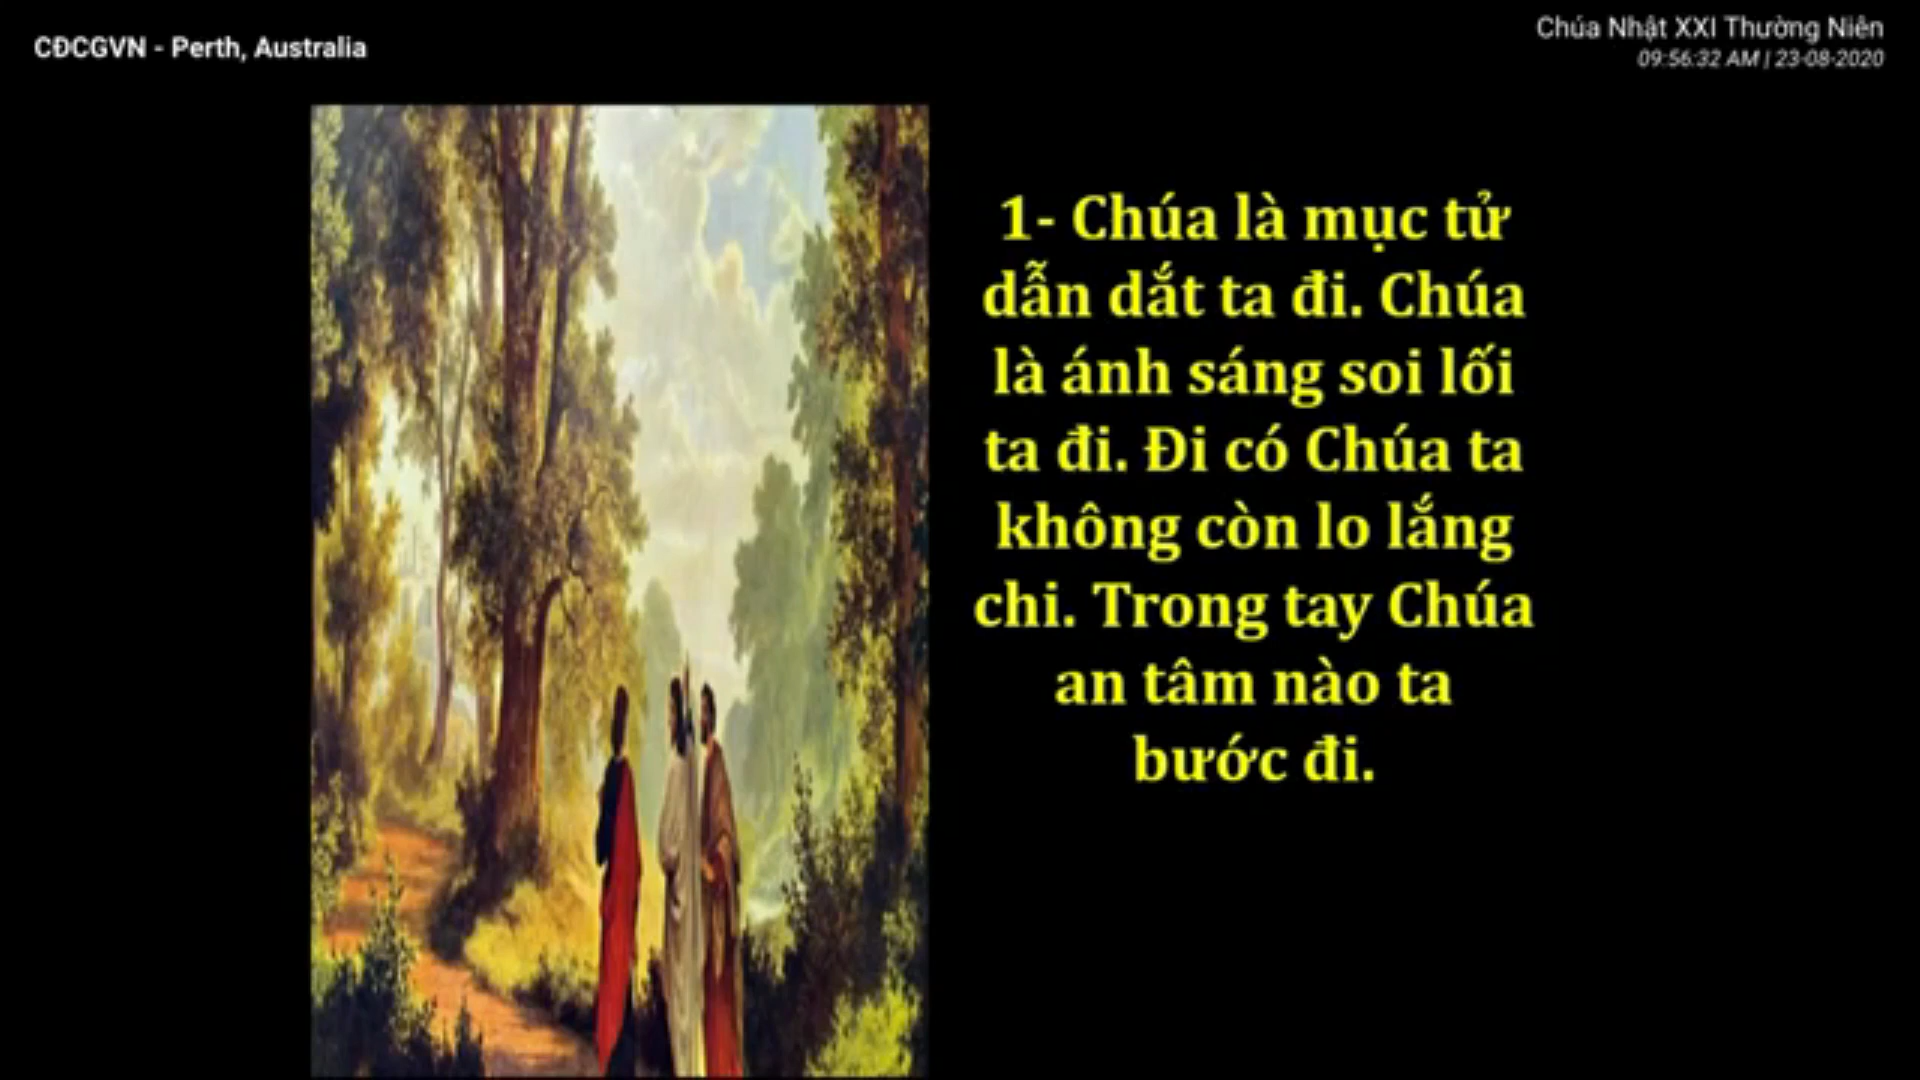 CĐCGVN - Perth, Australia
Chúa Nhật XXI Thường Niên
09:56:32 AM | 23-08-2020
1- Chúa là mục tử
dẫn dắt ta đi. Chúa
là ánh sáng soi lối
ta đi. Đi có Chúa ta
không còn lo lắng
chi. Trong tay Chúa
an tâm nào ta
bước đi.